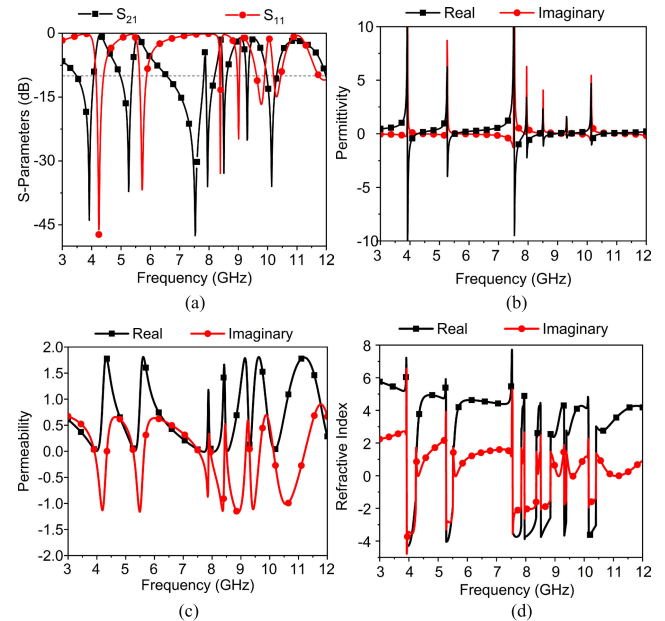 S21 S11
0
-15
-30
-45
S-Parameters (dB)
3 4 5 6 7 8 9 10 11 12
Frequency (GHz)
(a)
Real Imaginary
10
5
0
-5
-10
Permittivity
3 4 5 6 7 8 9 10 11 12
Frequency (GHz)
(b)
Real Imaginary
2.0
1.5
1.0
0.5
0.0
-0.5
-1.0
-1.5
-2.0
Permeability
3 4 5 6 7 8 9 10 11 12
Frequency (GHz)
(c)
Real Imaginary
8
6
4
2
0
-2
-4
Refractive Index
3 4 5 6 7 8 9 10 11 12
Frequency (GHz)
(d)